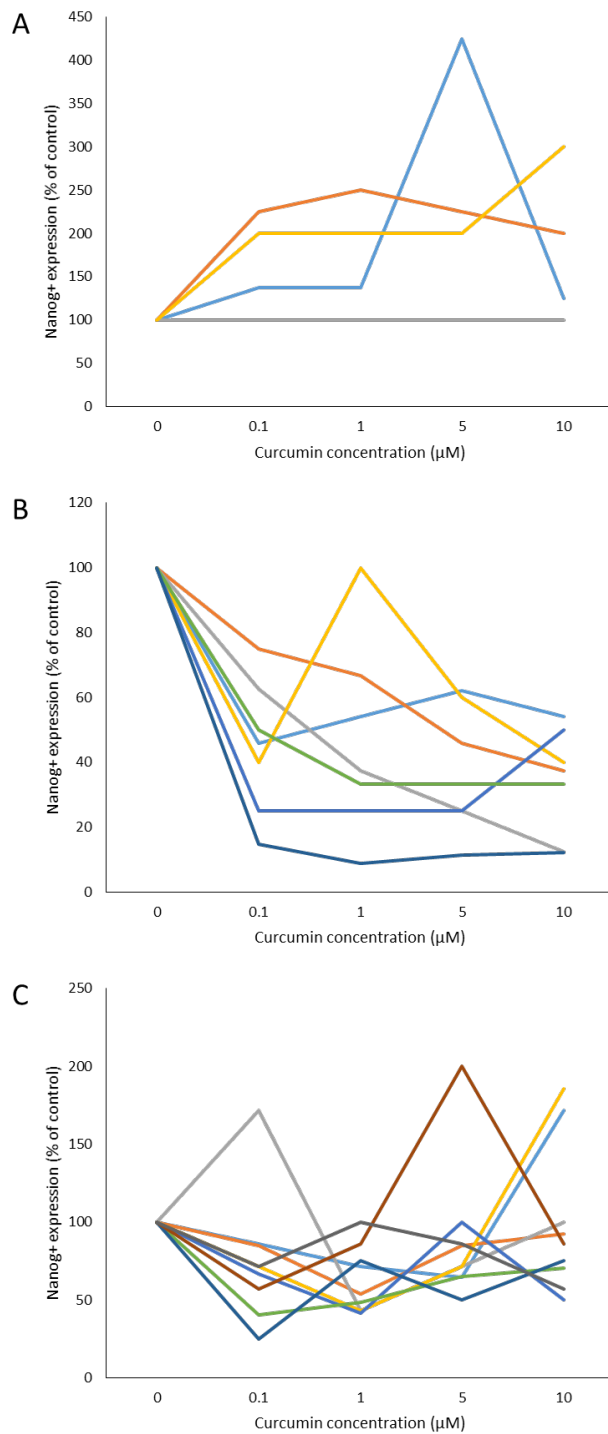 A
450
400
350
300
250
200
150
100
50
0
Nanog+ expression (% of control)
0 0.1 1 5 10
Curcumin concentration (µM)
B
120
100
80
60
40
20
0
Nanog+ expression (% of control)
0 0.1 1 5 10
Curcumin concentration (µM)
C
250
200
150
100
50
0
Nanog+ expression (% of control)
0 0.1 1 5 10
Curcumin concentration (µM)